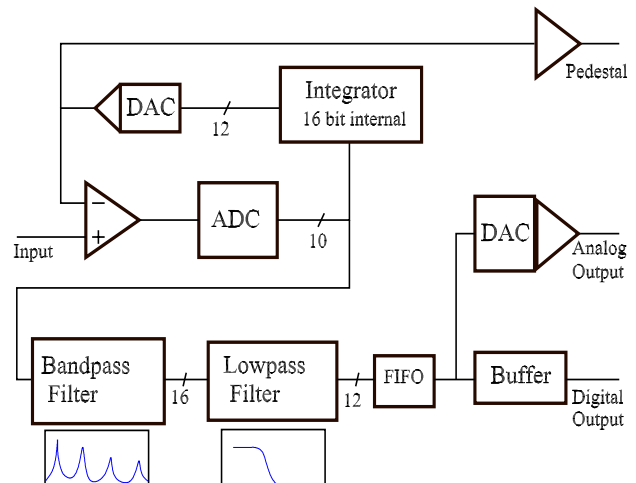 Pedestal
DAC
12
Integrator
16 bit internal
−
+
Input
ADC
10
DAC
Analog
Output
Bandpass
Filter
16
Lowpass
Filter
12
FIFO
Buffer
Digital
Output